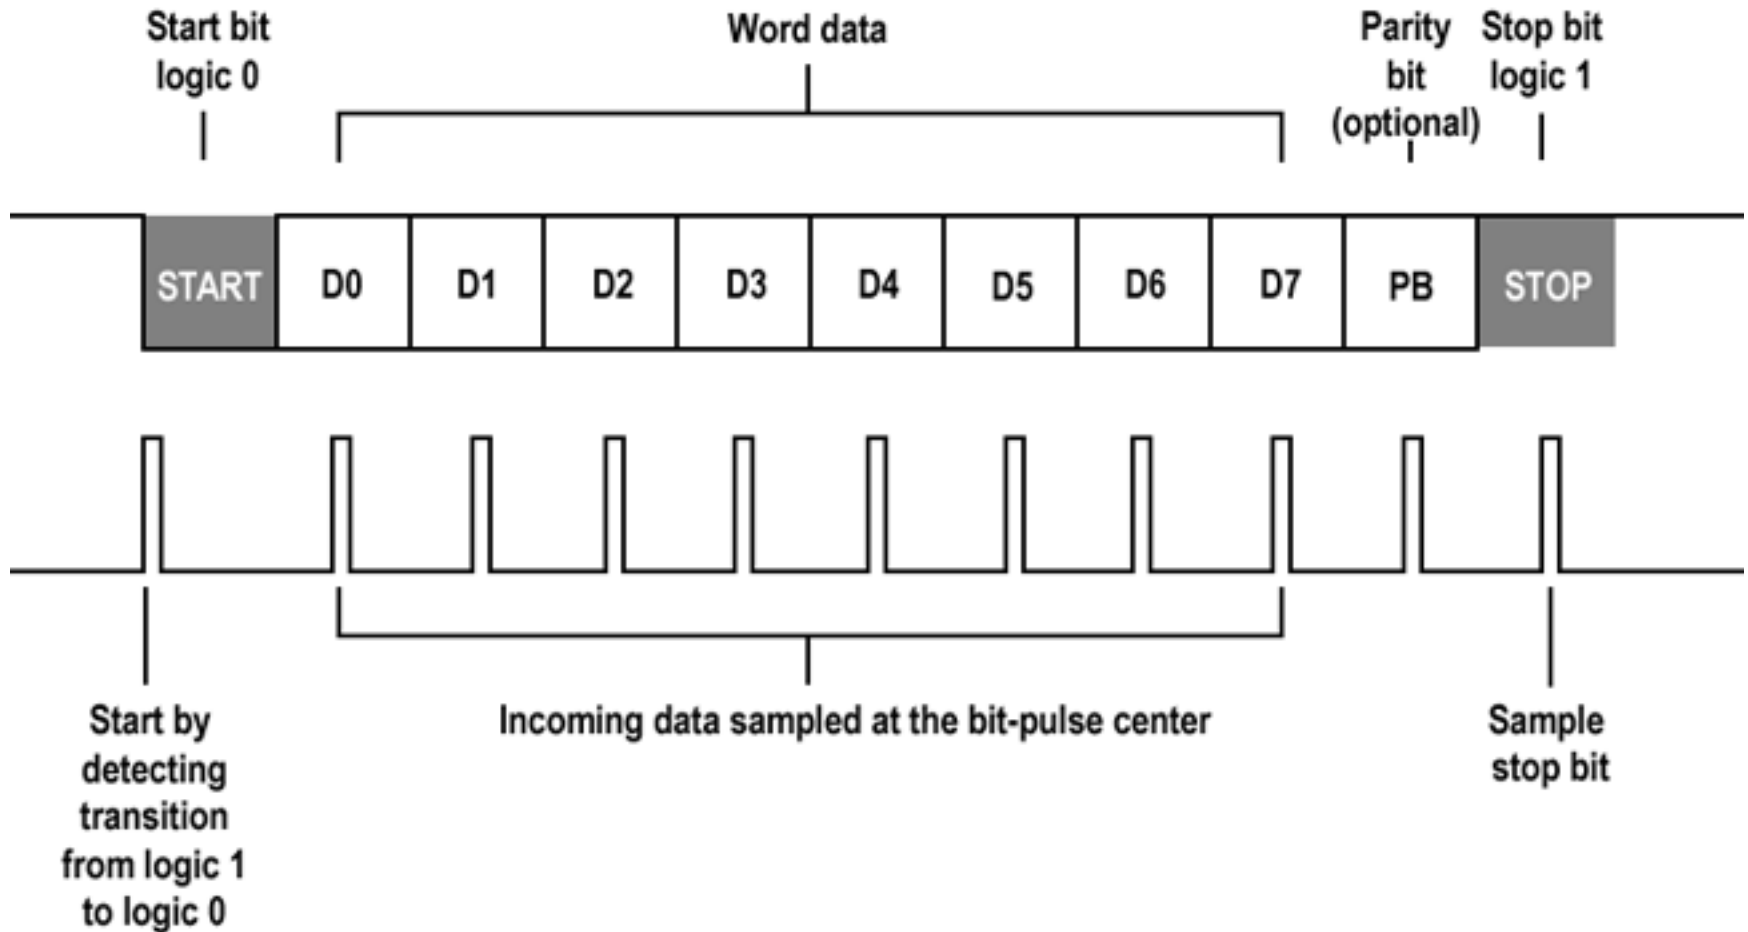 Start bit
logic 0
Word data
Parity
bit
(optional)
Stop bit
logic 1
START D0 D1 D2 D3 D4 D5 D6 D7 PB STOP
Start by
detecting
transition
from logic 1
to logic 0
Incoming data sampled at the bit-pulse center
Sample
stop bit